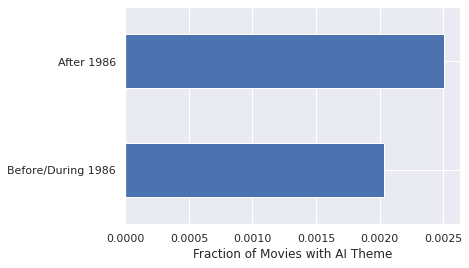 After 1986
Before/During 1986
0.0000 0.0005 0.0010 0.0015 0.0020 0.0025
Fraction of Movies with AI Theme